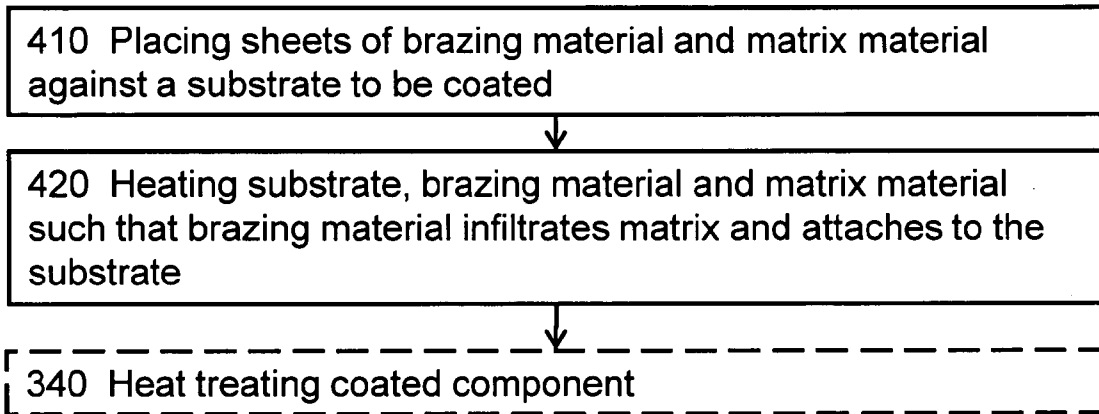 410 Placing sheets of brazing material and matrix material
against a substrate to be coated
420 Heating substrate, brazing material and matrix material
such that brazing material infiltrates matrix and attaches to the
substrate
340 Heat treating coated component